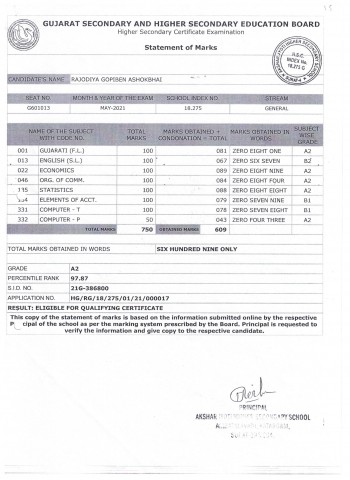 GUJARAT SECONDARY AND HIGHER SECONDARY EDUCATION BOARD
Higher Secondary Certificate Examination
Statement of Marks
H.S.C.
INDEX No.
18.275 G
CANDIDATE'S NAME RAJODIYA GOPIBEN ASHOKBHAI
SEAT NO MONTH & YEAR OF THE EXAM SCHOOL INDEX NO. STREAM
G601013 MAY-2021 18.275 GENERAL
NAME OF THE SUBJECT WITH CODE NO. TOTAL MARKS MARKS OBTAINED + CONDONATION = TOTAL MARKS OBTAINED IN WORDS SUBJECT WISE GRADE
001 GUJARATI (F.L.) 100 081 ZERO EIGHT ONE A2
013 ENGLISH (S.L.) 100 067 ZERO SIX SEVEN B2
022 ECONOMICS 100 089 ZERO EIGHT NINE A2
046 ORG. OF COMM. 100 084 ZERO EIGHT FOUR A2
STATISTICS 100 088 ZERO EIGHT EIGHT A2
ELEMENTS OF ACCT. 100 079 ZERO SEVEN NINE B1
331 COMPUTER - T 100 078 ZERO SEVEN EIGHT B1
332 COMPUTER - P 50 043 ZERO FOUR THREE A2
TOTAL MARKS 750 OBTAINED MARKS 609
TOTAL MARKS OBTAINED IN WORDS SIX HUNDRED NINE ONLY
GRADE A2
PERCENTILE RANK 97.87
S.I.D. NO. 21G-386800
APPLICATION NO. HG/RG/18/275/01/21/000017
RESULT: ELIGIBLE FOR QUALIFYING CERTIFICATE
This copy of the statement of marks is based on the information submitted online by the respective
P cipal of the school as per the marking system prescribed by the Board. Principal is requested to
verify the information and give copy to the respective candidate.
PRINCIPAL
AKSHAR SCHOOL